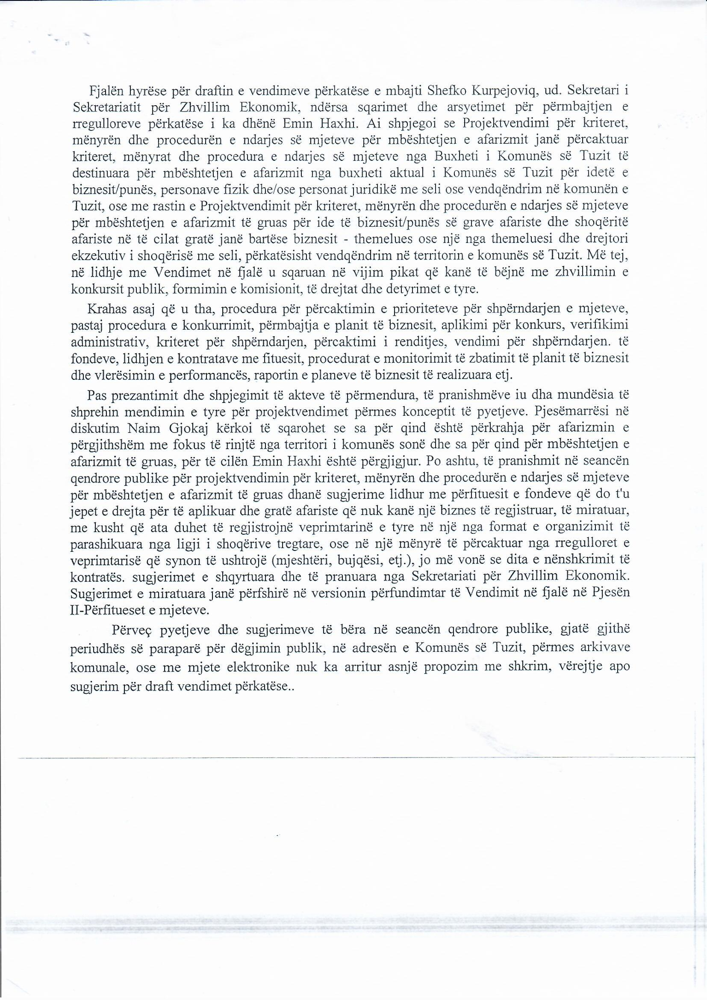 Fjalën hyrëse për draftin e vendimeve përkatëse e mbajti Shefko Kurpejoviq, ud. Sekretari i
Sekretariatit për Zhvillim Ekonomik, ndërsa sqarimet dhe arsyetimet për përmbajtjen e
rregulloreve përkatëse i ka dhënë Emin Haxhi. Ai shpjegoi se Projektvendimi për kriteret,
mënyrën dhe procedurën e ndarjes së mjeteve për mbështetjen e afarizmit janë përcaktuar
kriteret, mënyrat dhe procedura e ndarjes së mjeteve nga Buxheti i Komunës së Tuzit të
destinuara për mbështetjen e afarizmit nga buxheti aktual i Komunës së Tuzit për idetë e
biznesit/punës, personave fizik dhe/ose personat juridikë me seli ose vendqëndrim në komunën e
Tuzit, ose me rastin e Projektvendimit për kriteret, mënyrën dhe procedurën e ndarjes së mjeteve
për mbështetjen e afarizmit të gruas për ide të biznesit/punës së grave afariste dhe shoqëritë
afariste në të cilat gratë janë bartëse biznesit - themelues ose një nga themeluesi dhe drejtori
ekzekutiv i shoqërisë me seli, përkatësisht vendqëndrim në territorin e komunës së Tuzit. Më tej,
në lidhje me Vendimet në fjalë u sqaruan në vijim pikat që kanë të bëjnë me zhvillimin e
konkursit publik, formimin e komisionit, të drejtat dhe detyrimet e tyre.
Krahas asaj që u tha, procedura për përcaktimin e prioriteteve për shpërndarjen e mjeteve,
pastaj procedura e konkurrimit, përmbajtja e planit të biznesit, aplikimi për konkurs, verifikimi
administrativ, kriteret për shpërndarjen, përcaktimi i renditjes, vendimi për shpërndarjen. të
fondeve, lidhjen e kontratave me fituesit, procedurat e monitorimit të zbatimit të planit të biznesit
dhe vlerësimin e performancës, raportin e planeve të biznesit të realizuara etj.
Pas prezantimit dhe shpjegimit të akteve të përmendura, të pranishmëve iu dha mundësia të
shprehin mendimin e tyre për projektvendimet përmes konceptit të pyetjeve. Pjesëmarrësi në
diskutim Naim Gjokaj kërkoi të sqarohet se sa për qind është përkrahja për afarizmin e
përgjithshëm me fokus të rinjtë nga territori i komunës sonë dhe sa për qind për mbështetjen e
afarizmit të gruas, për të cilën Emin Haxhi është përgjigjur. Po ashtu, të pranishmit në seancën
qendrore publike për projektvendimin për kriteret, mënyrën dhe procedurën e ndarjes së mjeteve
për mbështetjen e afarizmit të gruas dhanë sugjerime lidhur me përfituesit e fondeve që do t'u
jepet e drejta për të aplikuar dhe gratë afariste që nuk kanë një biznes të regjistruar, të miratuar,
me kusht që ata duhet të regjistrojnë veprimtarinë e tyre në një nga format e organizimit të
parashikuara nga ligji i shoqërive tregtare, ose në një mënyrë të përcaktuar nga rregulloret e
veprimtarisë që synon të ushtrojë (mjeshtëri, bujqësi, etj.), jo më vonë se dita e nënshkrimit të
kontratës. sugjerimet e shqyrtuara dhe të pranuara nga Sekretariati për Zhvillim Ekonomik.
Sugjerimet e miratuara janë përfshirë në versionin përfundimtar të Vendimit në fjalë në Pjesën
II-Përfitueset e mjeteve.
Përveç pyetjeve dhe sugjerimeve të bëra në seancën qendrore publike, gjatë gjithë
periudhës së paraparë për dëgjimin publik, në adresën e Komunës së Tuzit, përmes arkivave
komunale, ose me mjete elektronike nuk ka arritur asnjë propozim me shkrim, vërejtje apo
sugjerim për draft vendimet përkatëse..